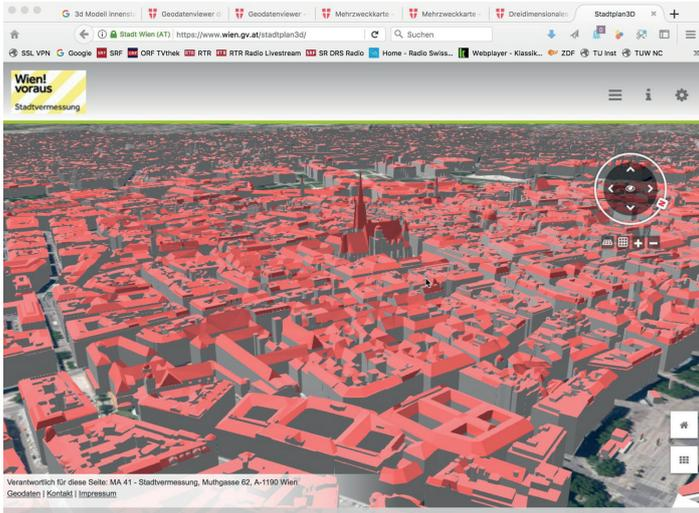 3d Modell innenst
Geodatenviewer d
Geodatenviewer -
Mehrzweckkarte -
Mehrzweckkarte -
Dreidimensionales
Stadtplan3D
Stadt Wien (AT)
https://www.wien.gv.at/stadtplan3d/
Suchen
SSL VPN
Google
SRF
ORF TVthek
RTR
RTR Radio Livestream
SR DRS Radio
Home - Radio Swiss...
Webplayer - Klassik...
ZDF
TU Inst
TUW NC
Wien!
voraus
Stadtvermessung
Verantwortlich für diese Seite: MA 41 - Stadtvermessung, Muthgasse 62, A-1190 Wien
Geodaten | Kontakt | Impressum